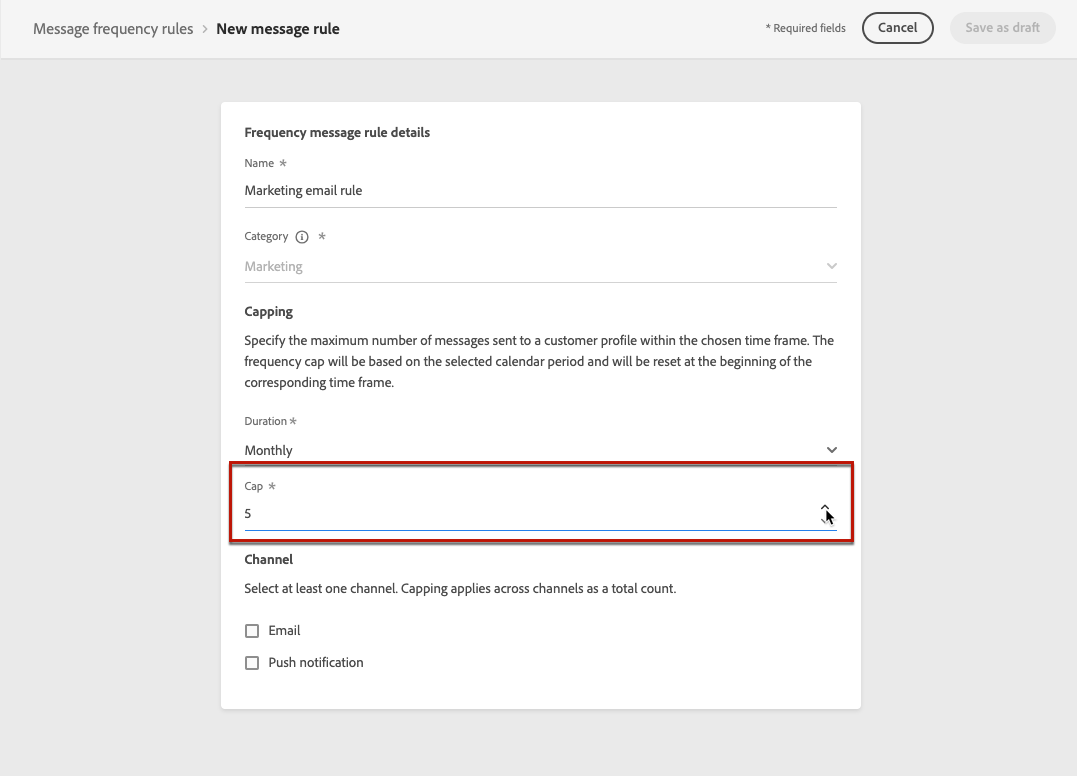 Message frequency rules > New message rule
* Required fields
Cancel
Save as draft
Frequency message rule details
Name *
Marketing email rule
Category *
Marketing
Capping
Specify the maximum number of messages sent to a customer profile within the chosen time frame. The
frequency cap will be based on the selected calendar period and will be reset at the beginning of the
corresponding time frame.
Duration *
Monthly
Cap *
5
Channel
Select at least one channel. Capping applies across channels as a total count.
Email
Push notification